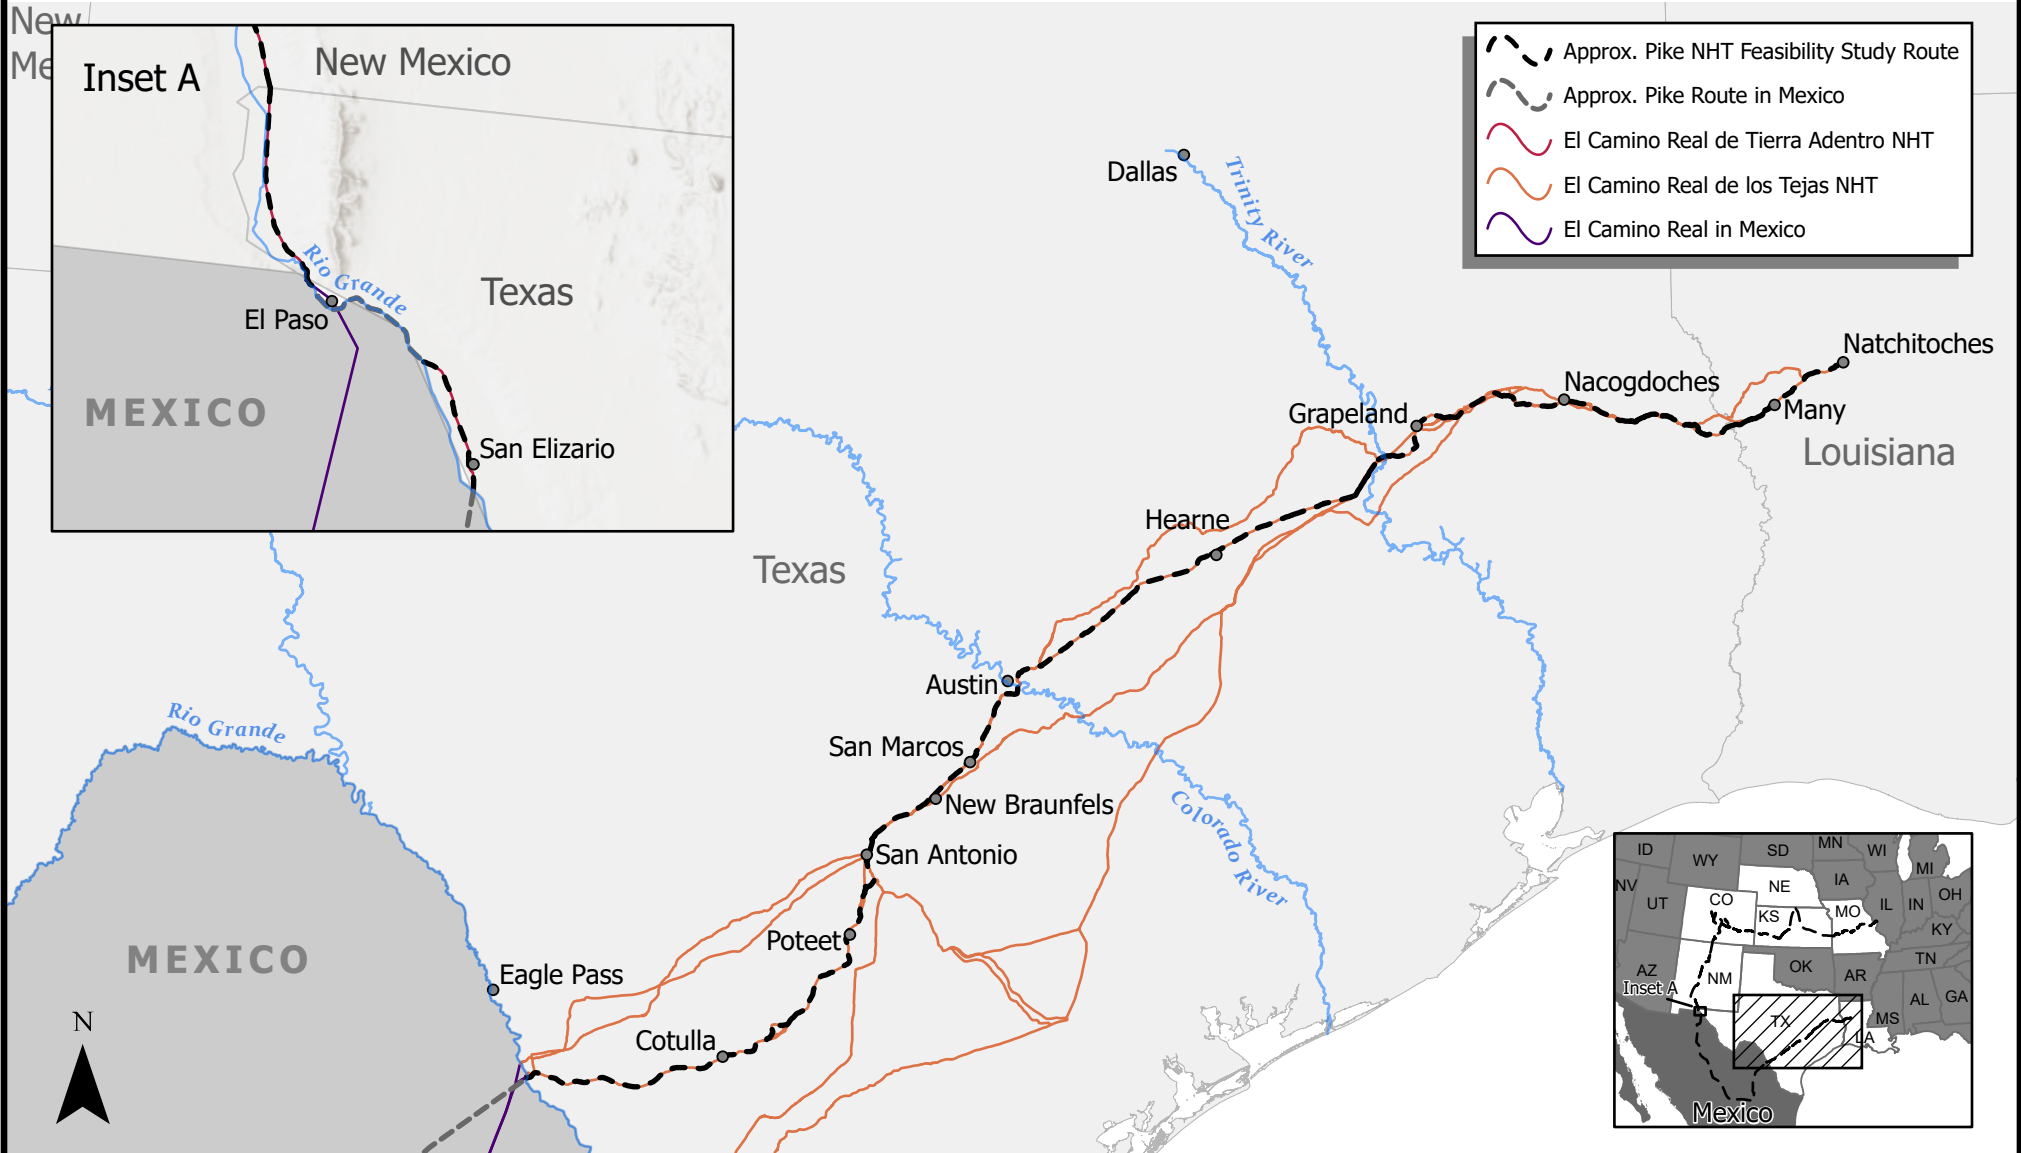 New
Me
Inset A
New Mexico
Rio Grande
Texas
El Paso
MEXICO
San Elizario
Approx. Pike NHT Feasibility Study Route
Approx. Pike Route in Mexico
El Camino Real de Tierra Adentro NHT
El Camino Real de los Tejas NHT
El Camino Real in Mexico
Dallas
Trinity River
Natchitoches
Nacogdoches
Grapeland
Many
Louisiana
Hearne
Texas
Austin
Rio Grande
San Marcos
New Braunfels
Colorado River
San Antonio
Poteet
MEXICO
Eagle Pass
Cotulla
N
ID
WY
SD
MN
WI
MI
NV
UT
CO
NE
IA
KS
MO
IL
IN
OH
KY
AZ
NM
OK
AR
TN
Inset A
TX
LA
MS
AL
GA
Mexico